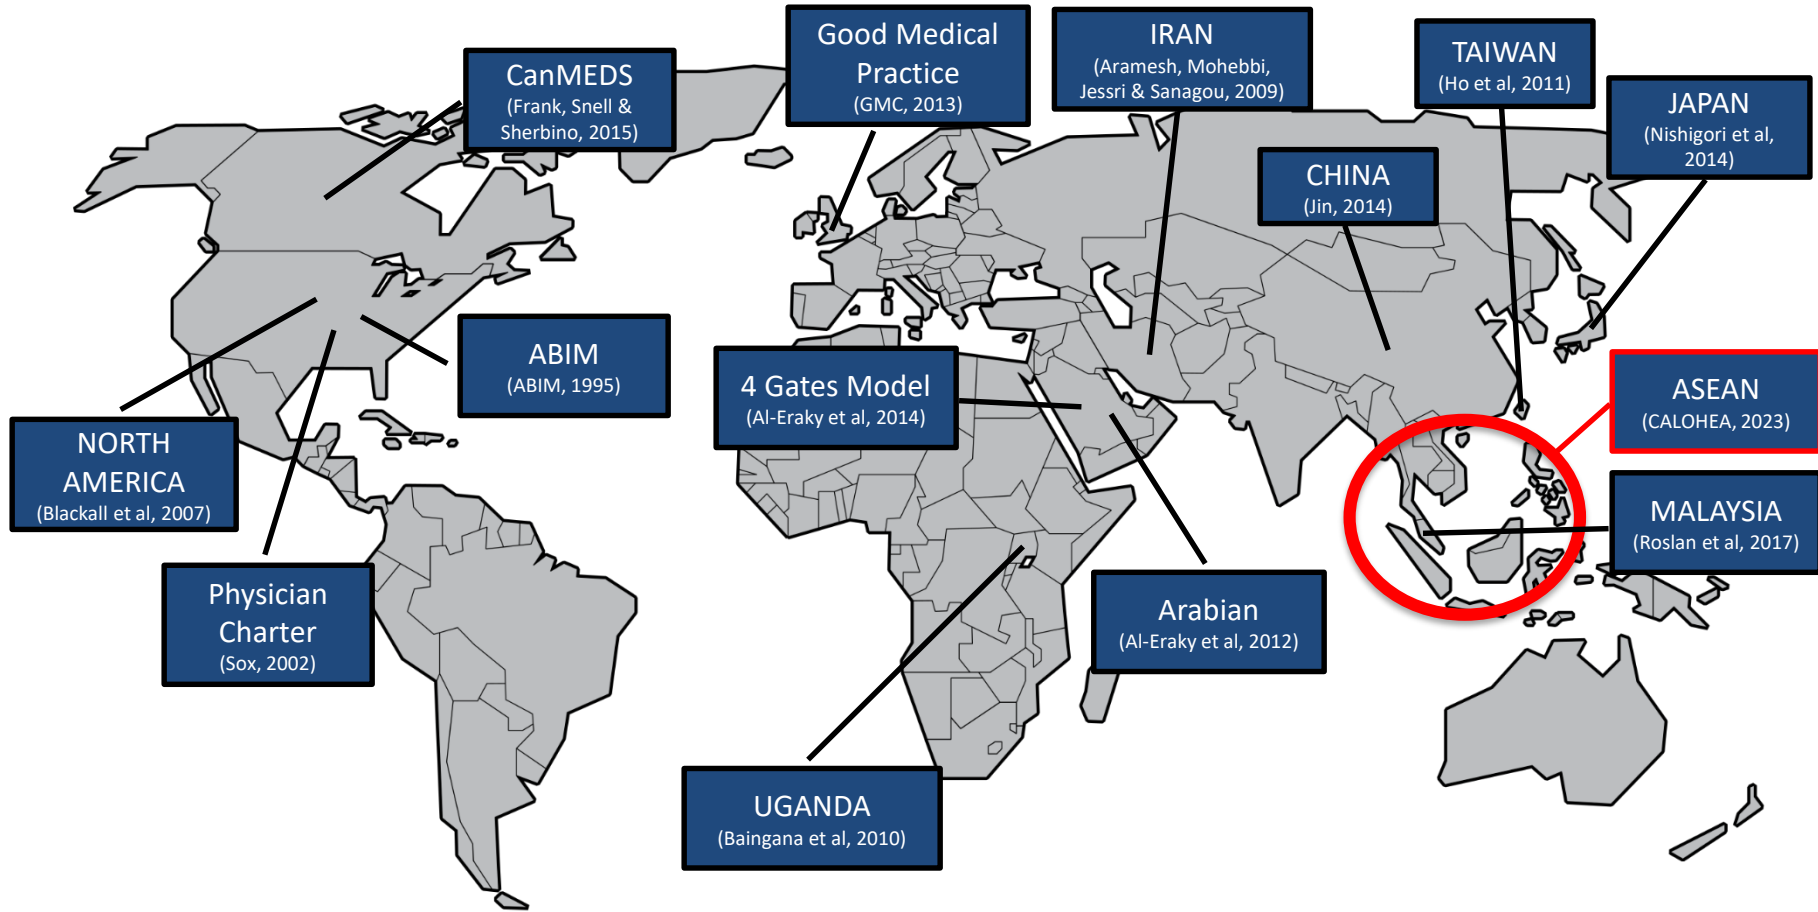 CanMEDS
(Frank, Snell &
Sherbino, 2015)
Good Medical
Practice
(GMC, 2013)
IRAN
(Aramesh, Mohebbi,
Jessri & Sanagou, 2009)
TAIWAN
(Ho et al, 2011)
JAPAN
(Nishigori et al,
2014)
CHINA
(Jin, 2014)
ABIM
(ABIM, 1995)
4 Gates Model
(Al-Eraky et al, 2014)
ASEAN
(CALOHEA, 2023)
NORTH
AMERICA
(Blackall et al, 2007)
MALAYSIA
(Roslan et al, 2017)
Physician
Charter
(Sox, 2002)
Arabian
(Al-Eraky et al, 2012)
UGANDA
(Baingana et al, 2010)